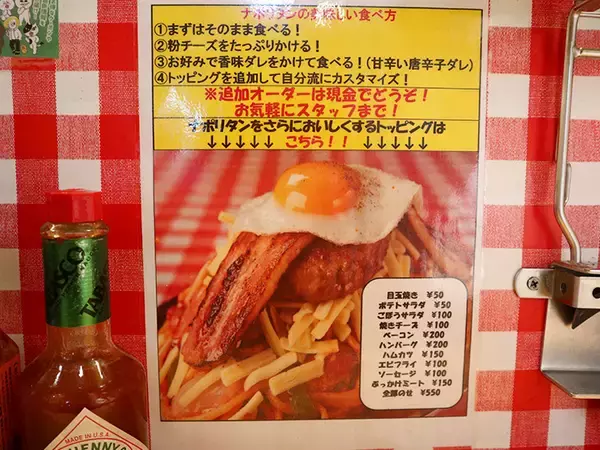 ナポリタンの美味しい食べ方
①まずはそのまま食べる！
②粉チーズをたっぷりかける！
③お好みで香味ダレをかけて食べる！(甘辛い唐辛子ダレ)
④トッピングを追加して自分流にカスタマイズ！
※追加オーダーは現金でどうぞ！
お気軽にスタッフまで！
ナポリタンをさらにおいしくするトッピングは
↓↓↓↓↓ こちら！！ ↓↓↓↓↓
目玉焼き ¥50
ポテトサラダ ¥50
ごぼうサラダ ¥100
焼きチーズ ¥100
ベーコン ¥200
ハンバーグ ¥200
ハムカツ ¥150
エビフライ ¥100
ソーセージ ¥100
ぶっかけミート ¥150
全部のせ ¥550
TABASCO
MADE IN U.S.A.